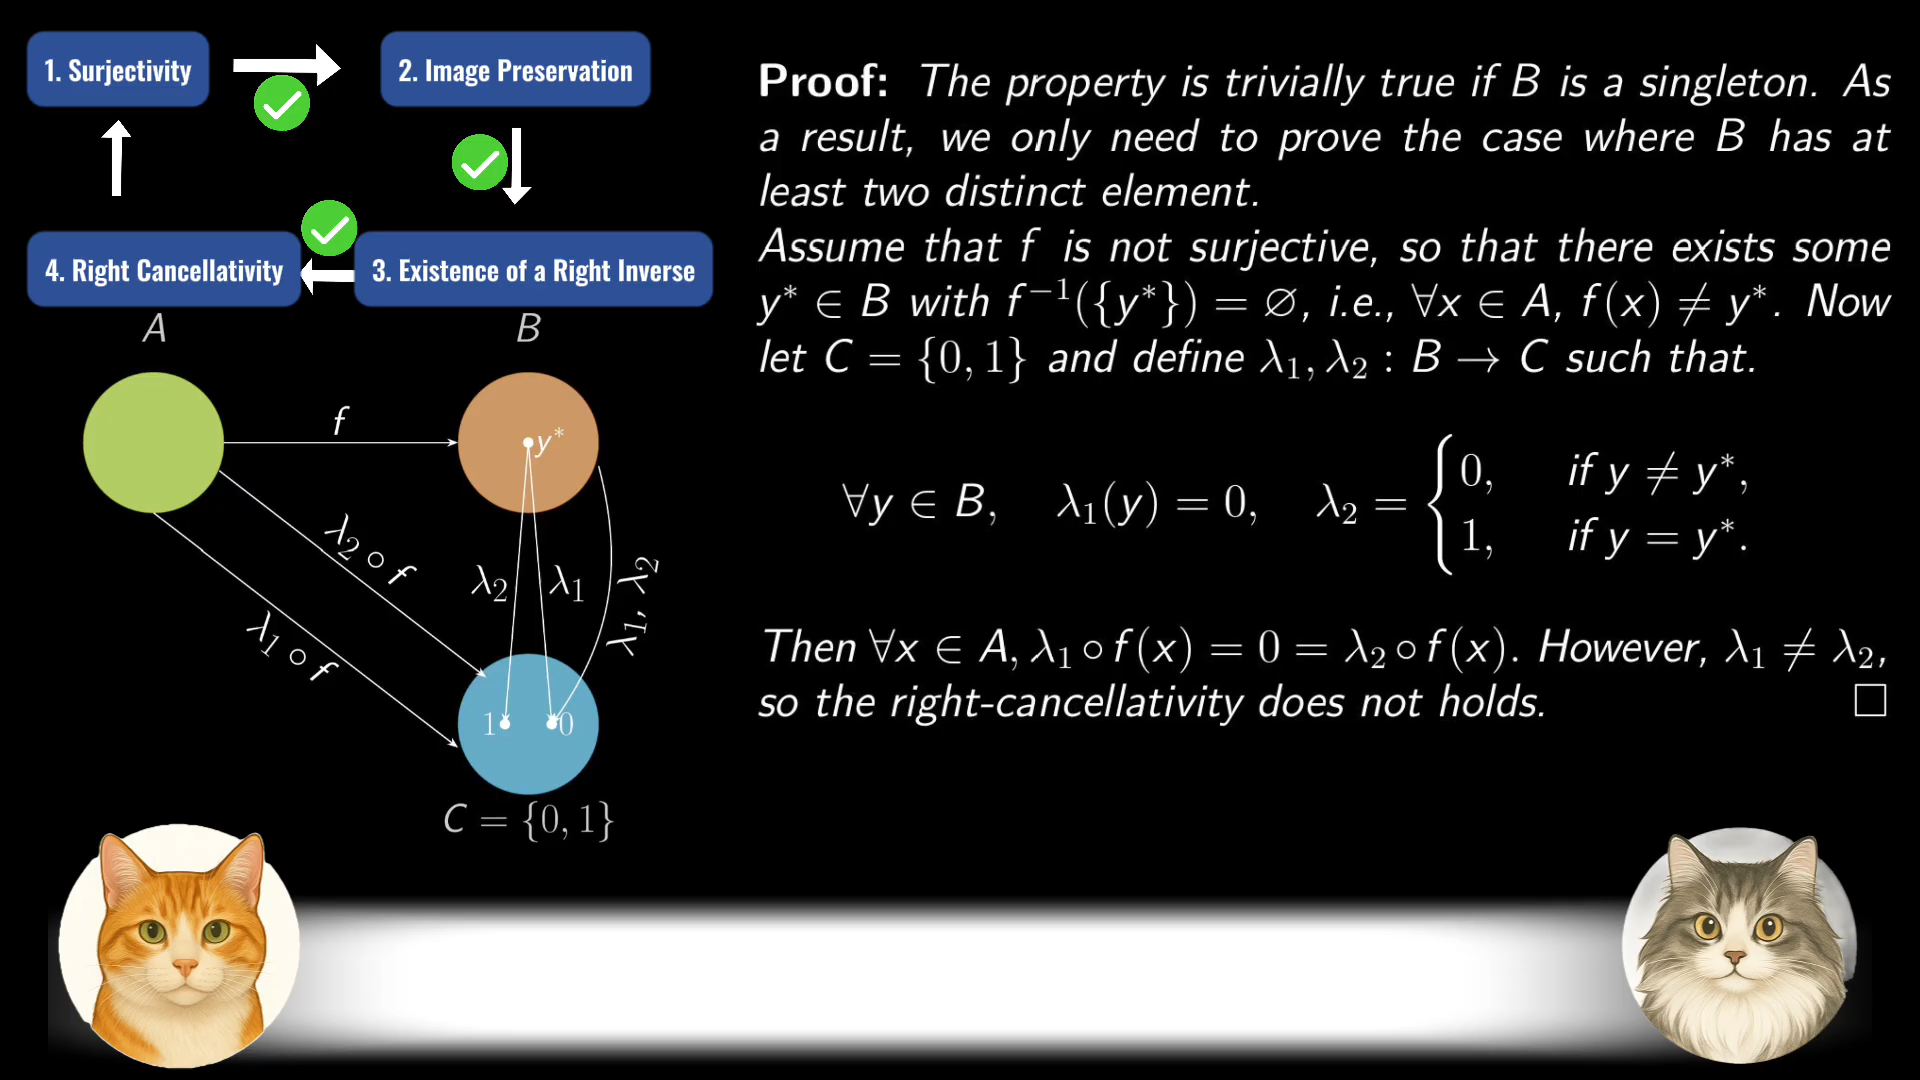 1. Surjectivity
2. Image Preservation
4. Right Cancellativity
3. Existence of a Right Inverse
A
B
f
y*
λ₂ ∘ f
λ₁ ∘ f
λ₂
λ₁
λ₁, λ₂
1
0
C = {0, 1}
Proof: The property is trivially true if B is a singleton. As
a result, we only need to prove the case where B has at
least two distinct element.
Assume that f is not surjective, so that there exists some
y* ∈ B with f⁻¹({y*}) = ∅, i.e., ∀x ∈ A, f(x) ≠ y*. Now
let C = {0, 1} and define λ₁, λ₂ : B → C such that.
∀y ∈ B, λ₁(y) = 0, λ₂ = { 0, if y ≠ y*,
1, if y = y*.
Then ∀x ∈ A, λ₁ ∘ f(x) = 0 = λ₂ ∘ f(x). However, λ₁ ≠ λ₂,
so the right-cancellativity does not holds. □